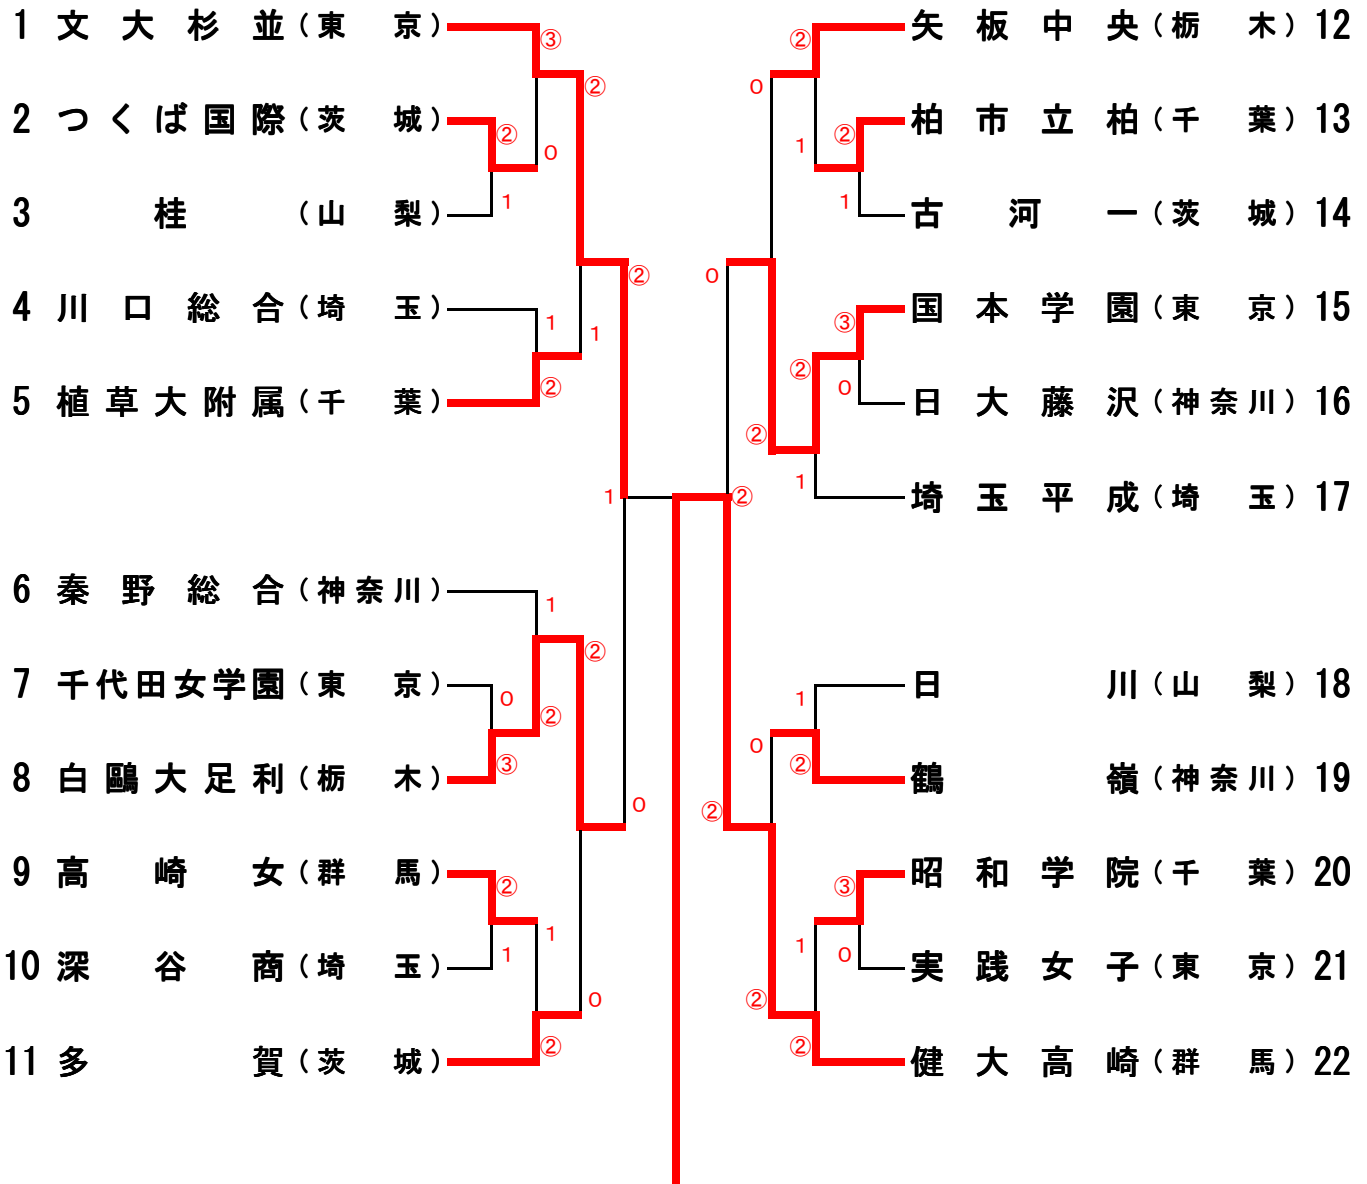 1 文大杉並(東京)
③
②
2 つくば国際(茨城)
②
0
3 桂(山梨)
1
②
4 川口総合(埼玉)
1
1
5 植草大附属(千葉)
②
1
6 秦野総合(神奈川)
1
②
7 千代田女学園(東京)
0
②
8 白鷗大足利(栃木)
③
0
9 高崎女(群馬)
②
1
10 深谷商(埼玉)
1
0
11 多賀(茨城)
②
矢板中央(栃木) 12
②
0
柏市立柏(千葉) 13
②
1
古河一(茨城) 14
1
0
国本学園(東京) 15
③
②
日大藤沢(神奈川) 16
0
②
埼玉平成(埼玉) 17
1
②
日川(山梨) 18
1
0
鶴嶺(神奈川) 19
②
②
昭和学院(千葉) 20
③
1
実践女子(東京) 21
0
②
健大高崎(群馬) 22
②